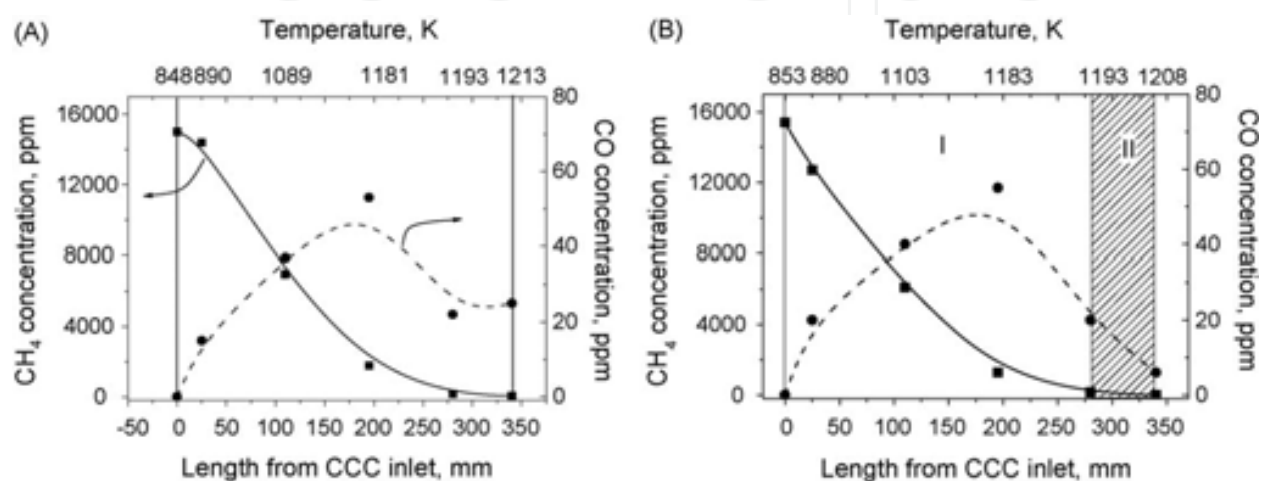 (A)
Temperature, K
848 890 1089 1181 1193 1213
16000
12000
8000
4000
0
CH₄ concentration, ppm
80
60
40
20
0
CO concentration, ppm
-50 0 50 100 150 200 250 300 350
Length from CCC inlet, mm
(B)
Temperature, K
853 880 1103 1183 1193 1208
16000
12000
8000
4000
0
CH₄ concentration, ppm
I
II
80
60
40
20
0
CO concentration, ppm
0 50 100 150 200 250 300 350
Length from CCC inlet, mm